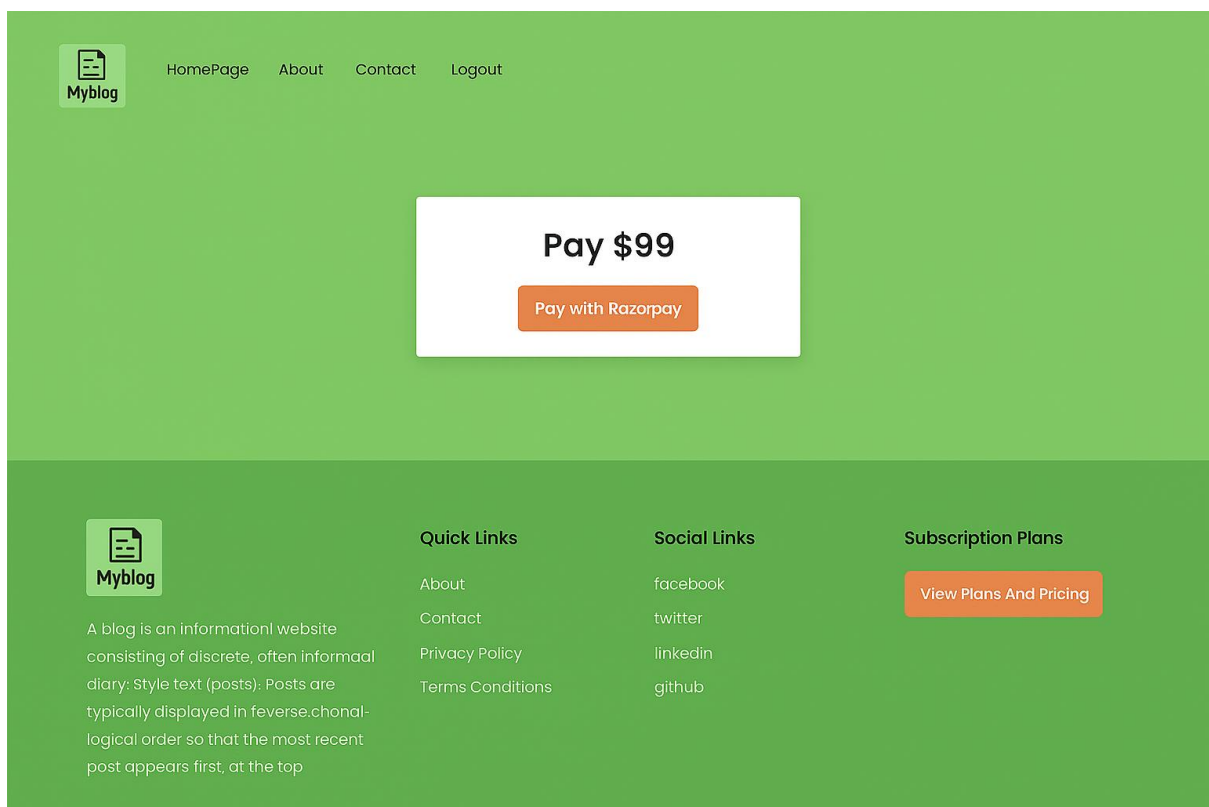 Myblog
HomePage About Contact Logout
Pay $99
Pay with Razorpay
Myblog
A blog is an informationl website
consisting of discrete, often informaal
diary: Style text (posts): Posts are
typically displayed in feverse.chonal-
logical order so that the most recent
post appears first, at the top
Quick Links
About
Contact
Privacy Policy
Terms Conditions
Social Links
facebook
twitter
linkedin
github
Subscription Plans
View Plans And Pricing